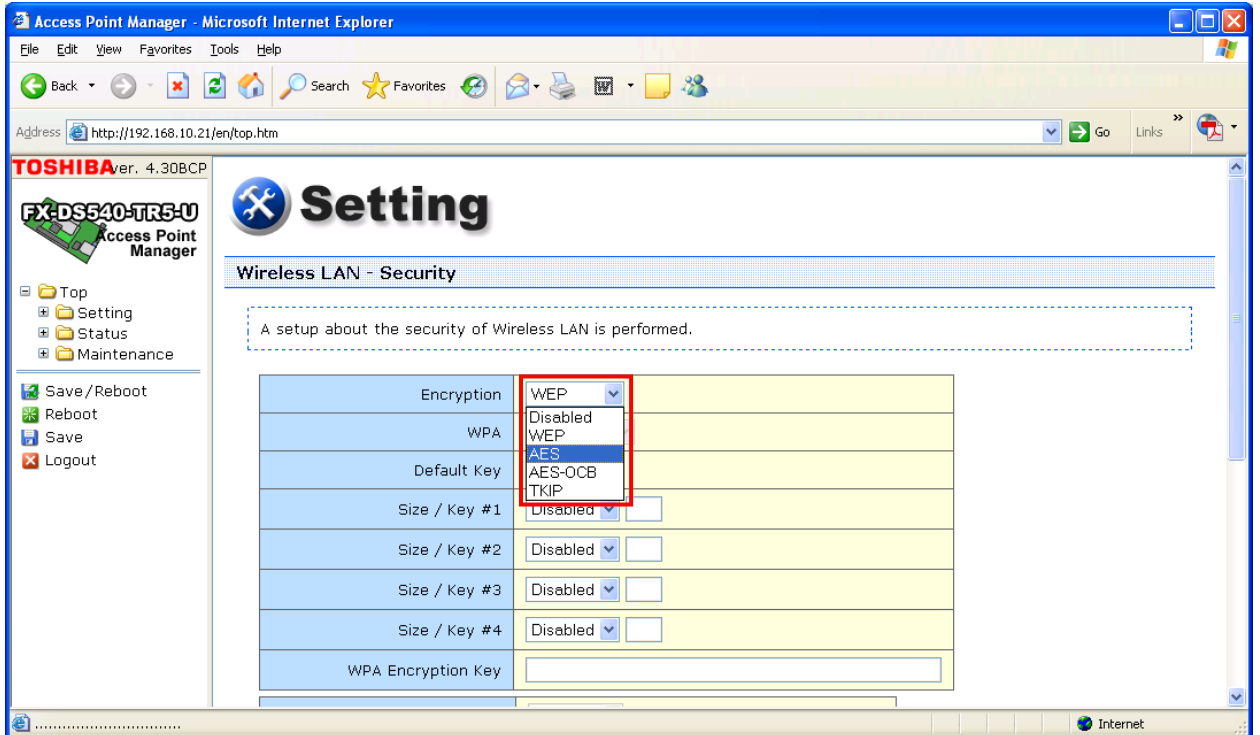 Access Point Manager - Microsoft Internet Explorer
File Edit View Favorites Tools Help
Back Search Favorites
Address http://192.168.10.21/en/top.htm Go Links »
TOSHIBA ver. 4.30BCP
FX-DS540-TR5-U
Access Point
Manager
Top
Setting
Status
Maintenance
Save/Reboot
Reboot
Save
Logout
Setting
Wireless LAN - Security
A setup about the security of Wireless LAN is performed.
Encryption WEP
Disabled
WEP
AES
AES-OCB
TKIP
WPA
Default Key
Size / Key #1 Disabled
Size / Key #2 Disabled
Size / Key #3 Disabled
Size / Key #4 Disabled
WPA Encryption Key
Internet